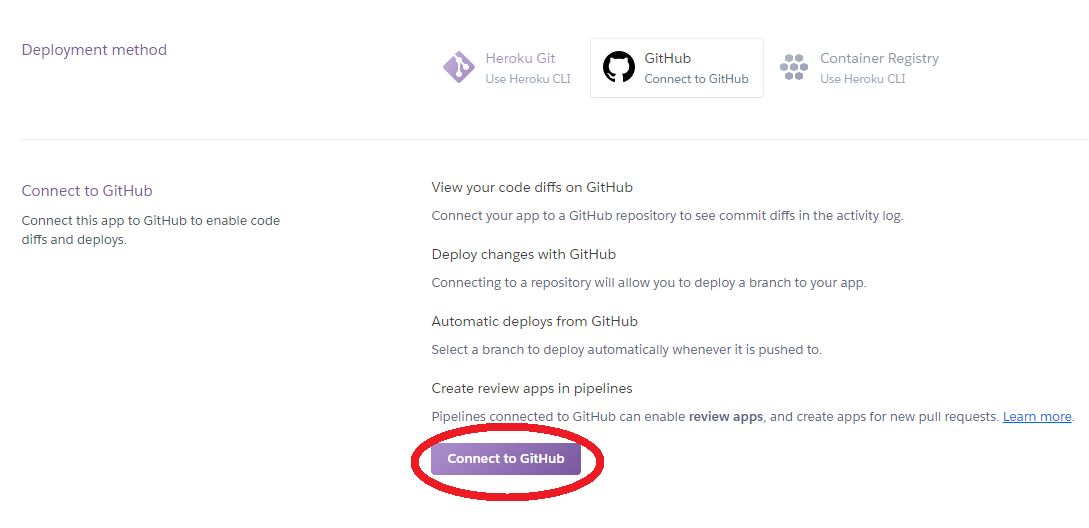 Deployment method
Heroku Git
Use Heroku CLI
GitHub
Connect to GitHub
Container Registry
Use Heroku CLI
Connect to GitHub
Connect this app to GitHub to enable code
diffs and deploys.
View your code diffs on GitHub
Connect your app to a GitHub repository to see commit diffs in the activity log.
Deploy changes with GitHub
Connecting to a repository will allow you to deploy a branch to your app.
Automatic deploys from GitHub
Select a branch to deploy automatically whenever it is pushed to.
Create review apps in pipelines
Pipelines connected to GitHub can enable review apps, and create apps for new pull requests. Learn more.
Connect to GitHub